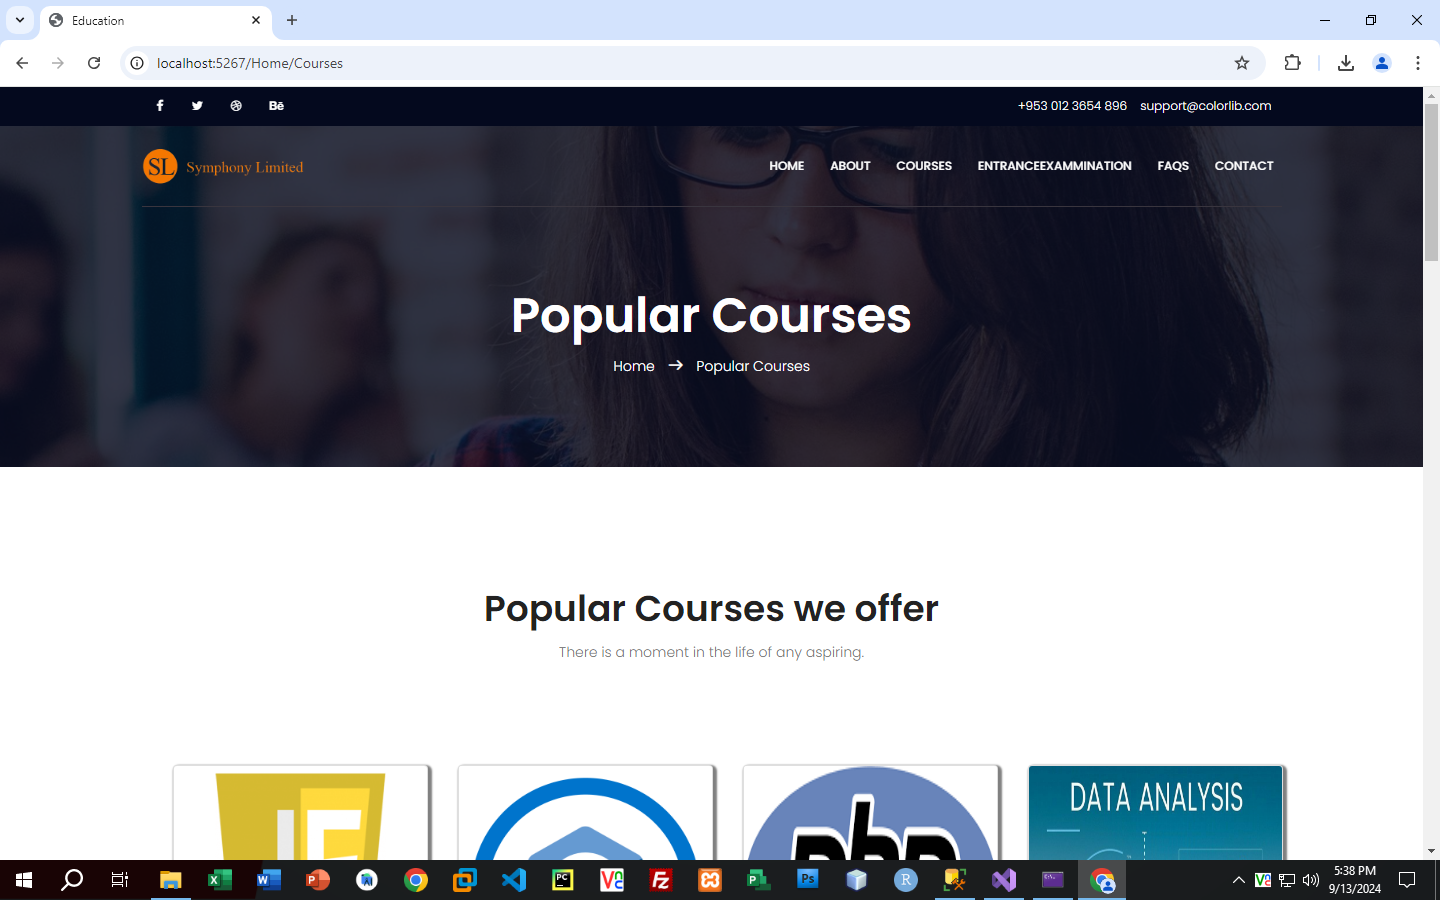 Education
localhost:5267/Home/Courses
+953 012 3654 896 support@colorlib.com
SL Symphony Limited
HOME ABOUT COURSES ENTRANCEEXAMMINATION FAQS CONTACT
Popular Courses
Home → Popular Courses
Popular Courses we offer
There is a moment in the life of any aspiring.
php
DATA ANALYSIS
5:38 PM
9/13/2024